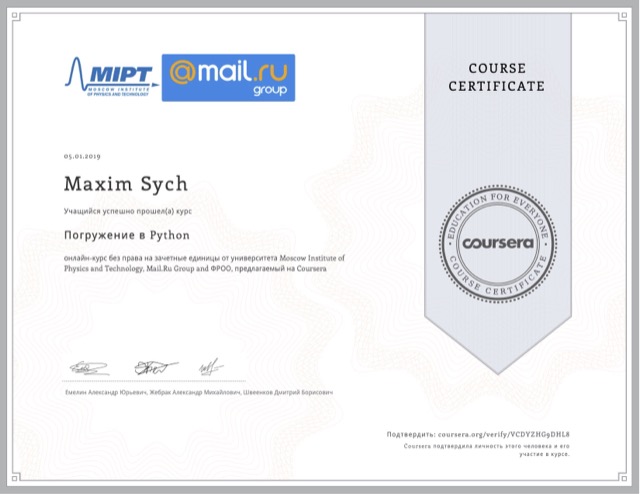 MIPT
MOSCOW INSTITUTE
OF PHYSICS AND TECHNOLOGY
@mail.ru
group
COURSE
CERTIFICATE
05.01.2019
Maxim Sych
Учащийся успешно прошел(а) курс
Погружение в Python
онлайн-курс без права на зачетные единицы от университета Moscow Institute of
Physics and Technology, Mail.Ru Group and ФРОО, предлагаемый на Coursera
EDUCATION FOR EVERYONE
coursera
COURSE CERTIFICATE
Емелин Александр Юрьевич, Жебрак Александр Михайлович, Швеенков Дмитрий Борисович
Подтвердить: coursera.org/verify/VCDYZHG9DHL8
Coursera подтвердила личность этого человека и его
участие в курсе.